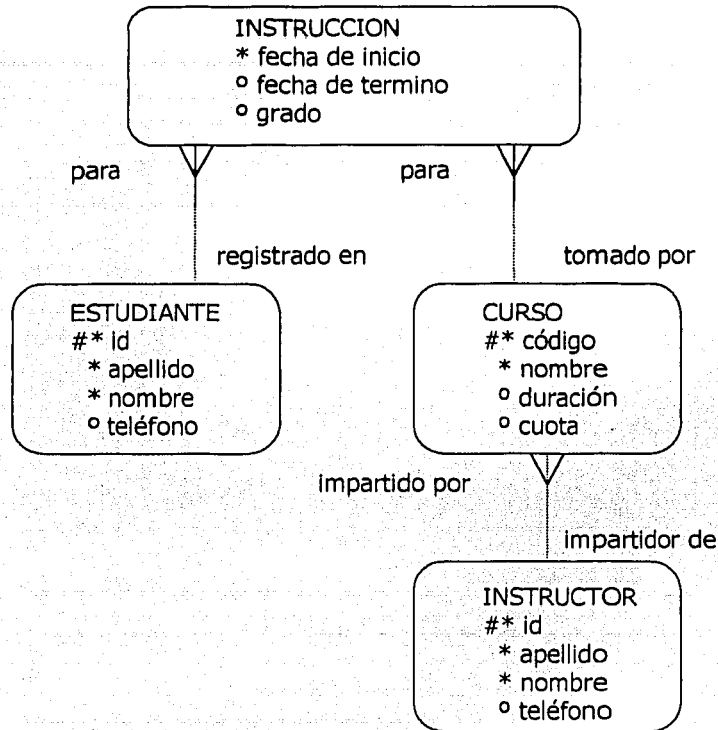 INSTRUCCION
* fecha de inicio
º fecha de termino
º grado
para
para
registrado en
tomado por
ESTUDIANTE
#* id
* apellido
* nombre
º teléfono
CURSO
#* código
* nombre
º duración
º cuota
impartido por
impartidor de
INSTRUCTOR
#* id
* apellido
* nombre
º teléfono